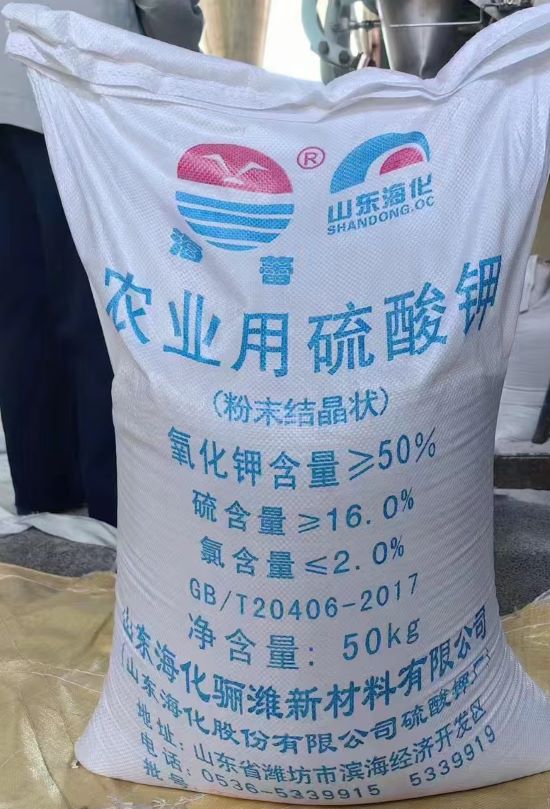 ®
山东海化
SHANDONG.OC
海蕾
农业用硫酸钾
(粉末结晶状)
氧化钾含量≥50%
硫含量≥16.0%
氯含量≤2.0%
GB/T20406-2017
净含量: 50kg
山东海化骊潍新材料有限公司
(山东海化股份有限公司硫酸钾厂)
地址: 山东省潍坊市滨海经济开发区
电话: 0536-5339915 5339919
批号